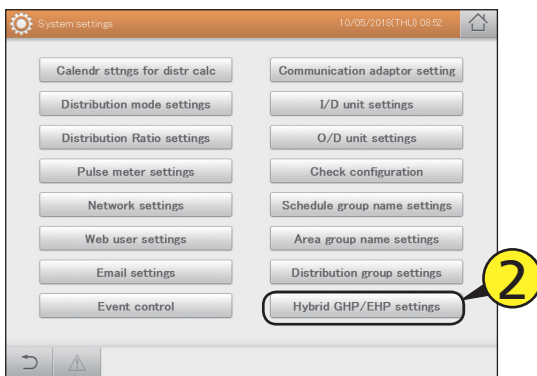 System settings 10/05/2018(THU) 08:52
Calendr sttngs for distr calc
Distribution mode settings
Distribution Ratio settings
Pulse meter settings
Network settings
Web user settings
Email settings
Event control
Communication adaptor setting
I/D unit settings
O/D unit settings
Check configuration
Schedule group name settings
Area group name settings
Distribution group settings
Hybrid GHP/EHP settings
2